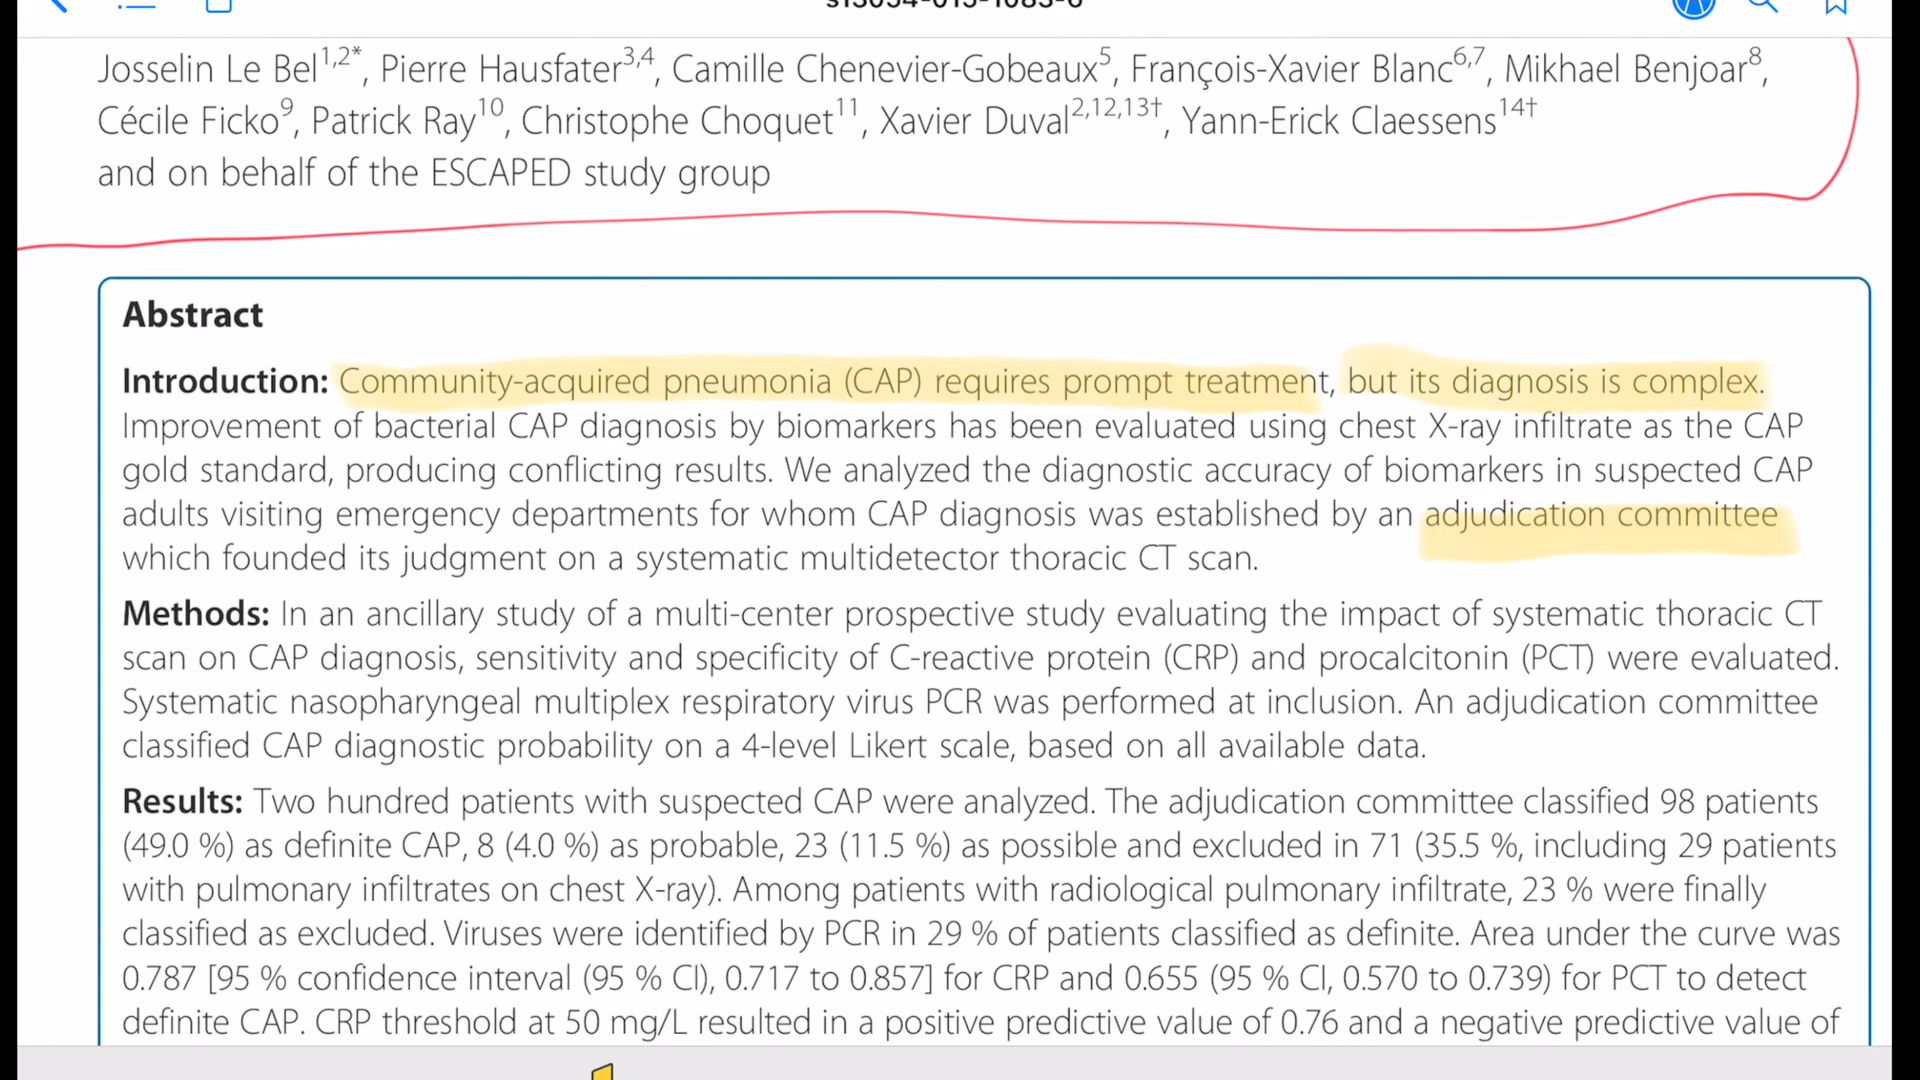 s13054-015-1083-6
Josselin Le Bel1,2*, Pierre Hausfater3,4, Camille Chenevier-Gobeaux5, François-Xavier Blanc6,7, Mikhael Benjoar8,
Cécile Ficko9, Patrick Ray10, Christophe Choquet11, Xavier Duval2,12,13†, Yann-Erick Claessens14†
and on behalf of the ESCAPED study group
Abstract
Introduction: Community-acquired pneumonia (CAP) requires prompt treatment, but its diagnosis is complex.
Improvement of bacterial CAP diagnosis by biomarkers has been evaluated using chest X-ray infiltrate as the CAP
gold standard, producing conflicting results. We analyzed the diagnostic accuracy of biomarkers in suspected CAP
adults visiting emergency departments for whom CAP diagnosis was established by an adjudication committee
which founded its judgment on a systematic multidetector thoracic CT scan.
Methods: In an ancillary study of a multi-center prospective study evaluating the impact of systematic thoracic CT
scan on CAP diagnosis, sensitivity and specificity of C-reactive protein (CRP) and procalcitonin (PCT) were evaluated.
Systematic nasopharyngeal multiplex respiratory virus PCR was performed at inclusion. An adjudication committee
classified CAP diagnostic probability on a 4-level Likert scale, based on all available data.
Results: Two hundred patients with suspected CAP were analyzed. The adjudication committee classified 98 patients
(49.0 %) as definite CAP, 8 (4.0 %) as probable, 23 (11.5 %) as possible and excluded in 71 (35.5 %, including 29 patients
with pulmonary infiltrates on chest X-ray). Among patients with radiological pulmonary infiltrate, 23 % were finally
classified as excluded. Viruses were identified by PCR in 29 % of patients classified as definite. Area under the curve was
0.787 [95 % confidence interval (95 % CI), 0.717 to 0.857] for CRP and 0.655 (95 % CI, 0.570 to 0.739) for PCT to detect
definite CAP. CRP threshold at 50 mg/L resulted in a positive predictive value of 0.76 and a negative predictive value of